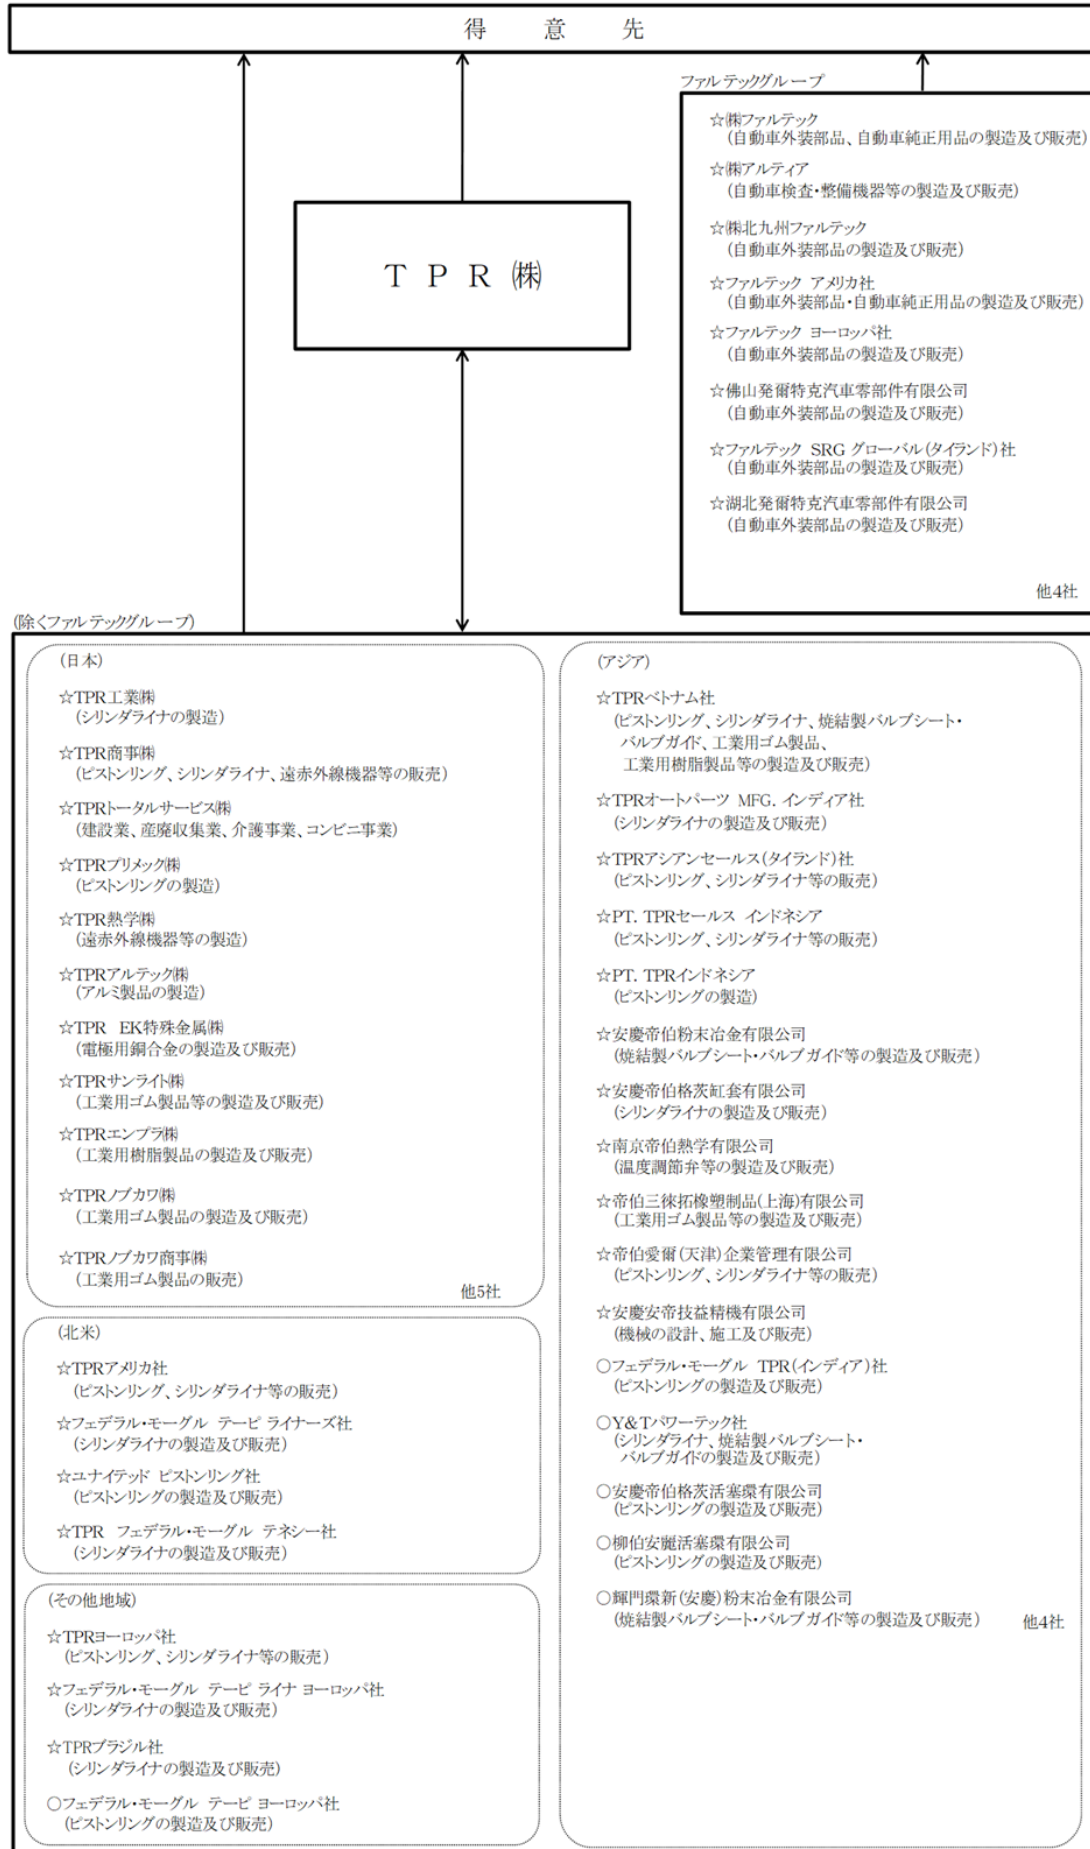 得意先
ファルテックグループ
☆㈱ファルテック
(自動車外装部品、自動車純正用品の製造及び販売)
☆㈱アルティア
(自動車検査・整備機器等の製造及び販売)
☆㈱北九州ファルテック
(自動車外装部品の製造及び販売)
☆ファルテック アメリカ社
(自動車外装部品・自動車純正用品の製造及び販売)
☆ファルテック ヨーロッパ社
(自動車外装部品の製造及び販売)
☆佛山発爾特克汽車零部件有限公司
(自動車外装部品の製造及び販売)
☆ファルテック SRG グローバル(タイランド)社
(自動車外装部品の製造及び販売)
☆湖北発爾特克汽車零部件有限公司
(自動車外装部品の製造及び販売)
他4社
TPR㈱
(除くファルテックグループ)
(日本)
☆TPR工業㈱
(シリンダライナの製造)
☆TPR商事㈱
(ピストンリング、シリンダライナ、遠赤外線機器等の販売)
☆TPRトータルサービス㈱
(建設業、産廃収集業、介護事業、コンビニ事業)
☆TPRプリメック㈱
(ピストンリングの製造)
☆TPR熱学㈱
(遠赤外線機器等の製造)
☆TPRアルテック㈱
(アルミ製品の製造)
☆TPR EK特殊金属㈱
(電極用銅合金の製造及び販売)
☆TPRサンライト㈱
(工業用ゴム製品等の製造及び販売)
☆TPRエンプラ㈱
(工業用樹脂製品の製造及び販売)
☆TPRノブカワ㈱
(工業用ゴム製品の製造及び販売)
☆TPRノブカワ商事㈱
(工業用ゴム製品の販売)
他5社
(北米)
☆TPRアメリカ社
(ピストンリング、シリンダライナ等の販売)
☆フェデラル・モーグル テーピ ライナーズ社
(シリンダライナの製造及び販売)
☆ユナイテッド ピストンリング社
(ピストンリングの製造及び販売)
☆TPR フェデラル・モーグル テネシー社
(シリンダライナの製造及び販売)
(その他地域)
☆TPRヨーロッパ社
(ピストンリング、シリンダライナ等の販売)
☆フェデラル・モーグル テーピ ライナ ヨーロッパ社
(シリンダライナの製造及び販売)
☆TPRブラジル社
(シリンダライナの製造及び販売)
○フェデラル・モーグル テーピ ヨーロッパ社
(ピストンリングの製造及び販売)
(アジア)
☆TPRベトナム社
(ピストンリング、シリンダライナ、焼結製バルブシート・
バルブガイド、工業用ゴム製品、
工業用樹脂製品等の製造及び販売)
☆TPRオートパーツ MFG. インディア社
(シリンダライナの製造及び販売)
☆TPRアシアンセールス(タイランド)社
(ピストンリング、シリンダライナ等の販売)
☆PT. TPRセールス インドネシア
(ピストンリング、シリンダライナ等の販売)
☆PT. TPRインドネシア
(ピストンリングの製造)
☆安慶帝伯粉末冶金有限公司
(焼結製バルブシート・バルブガイド等の製造及び販売)
☆安慶帝伯格茨缸套有限公司
(シリンダライナの製造及び販売)
☆南京帝伯熱学有限公司
(温度調節弁等の製造及び販売)
☆帝伯三徠拓橡塑制品(上海)有限公司
(工業用ゴム製品等の製造及び販売)
☆帝伯愛爾(天津)企業管理有限公司
(ピストンリング、シリンダライナ等の販売)
☆安慶安帝技益精機有限公司
(機械の設計、施工及び販売)
○フェデラル・モーグル TPR(インディア)社
(ピストンリングの製造及び販売)
○Y&Tパワーテック社
(シリンダライナ、焼結製バルブシート・
バルブガイドの製造及び販売)
○安慶帝伯格茨活塞環有限公司
(ピストンリングの製造及び販売)
○柳伯安麗活塞環有限公司
(ピストンリングの製造及び販売)
○輝門環新(安慶)粉末冶金有限公司
(焼結製バルブシート・バルブガイド等の製造及び販売)
他4社